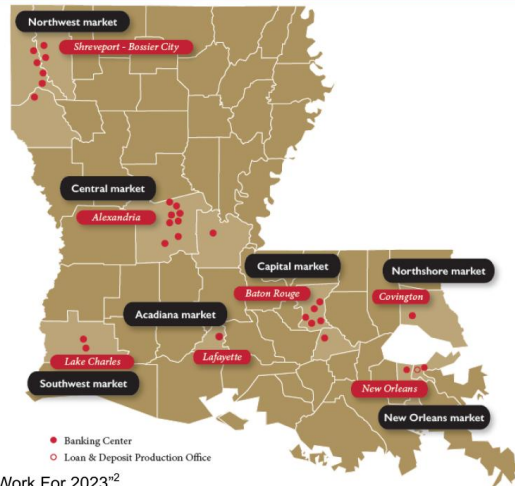 Northwest market
Shreveport - Bossier City
Central market
Alexandria
Capital market
Northshore market
Baton Rouge
Covington
Acadiana market
Lake Charles
Lafayette
Southwest market
New Orleans
New Orleans market
Banking Center
Loan & Deposit Production Office
Work For 2023”2